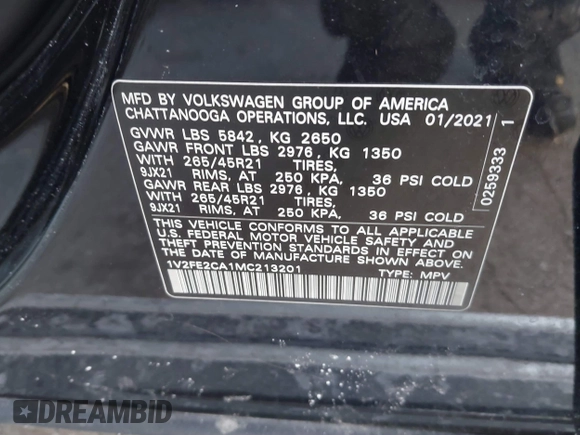 MFD BY VOLKSWAGEN GROUP OF AMERICA
CHATTANOOGA OPERATIONS, LLC. USA 01/2021
GVWR LBS 5842, KG 2650
GAWR FRONT LBS 2976, KG 1350
WITH 265/45R21 TIRES,
9JX21 RIMS, AT 250 KPA, 36 PSI COLD
GAWR REAR LBS 2976, KG 1350
WITH 265/45R21 TIRES,
9JX21 RIMS, AT 250 KPA, 36 PSI COLD
THIS VEHICLE CONFORMS TO ALL APPLICABLE
U.S. FEDERAL MOTOR VEHICLE SAFETY AND
THEFT PREVENTION STANDARDS IN EFFECT ON
THE DATE OF MANUFACTURE SHOWN ABOVE.
1V2FE2CA1MC213201 TYPE: MPV
0259333 1
DREAMBID